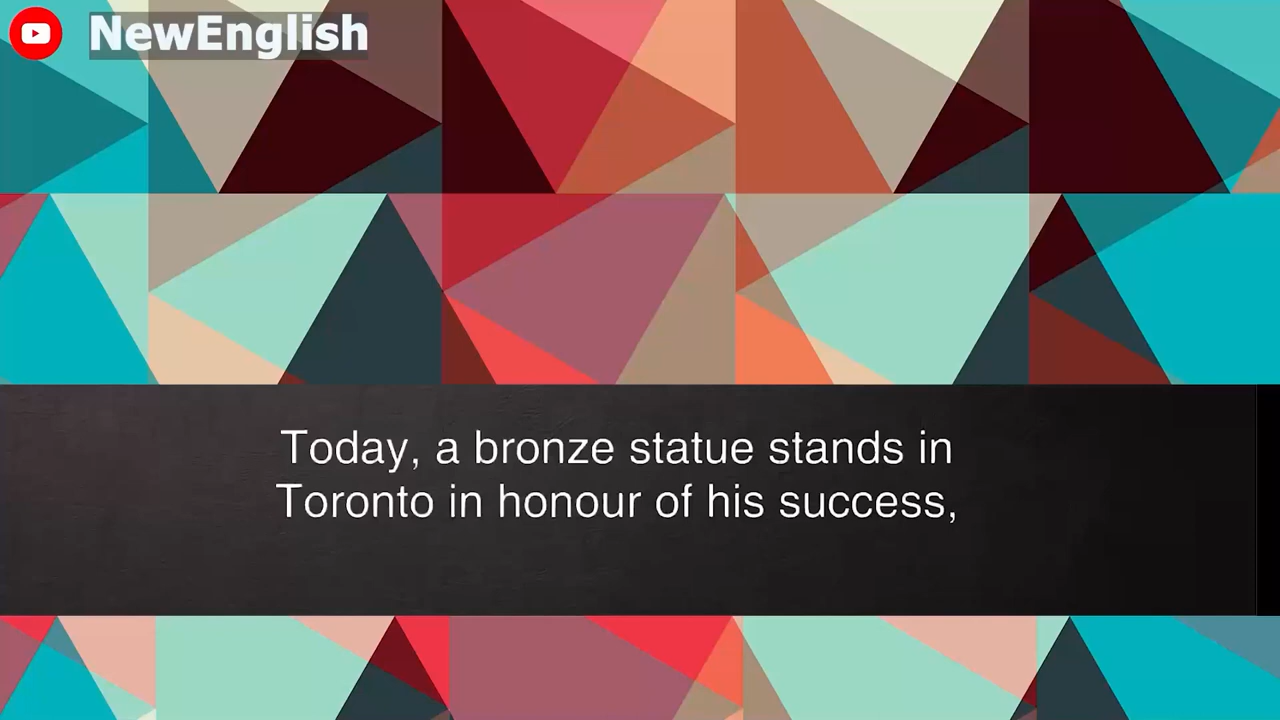 NewEnglish
Today, a bronze statue stands in
Toronto in honour of his success,